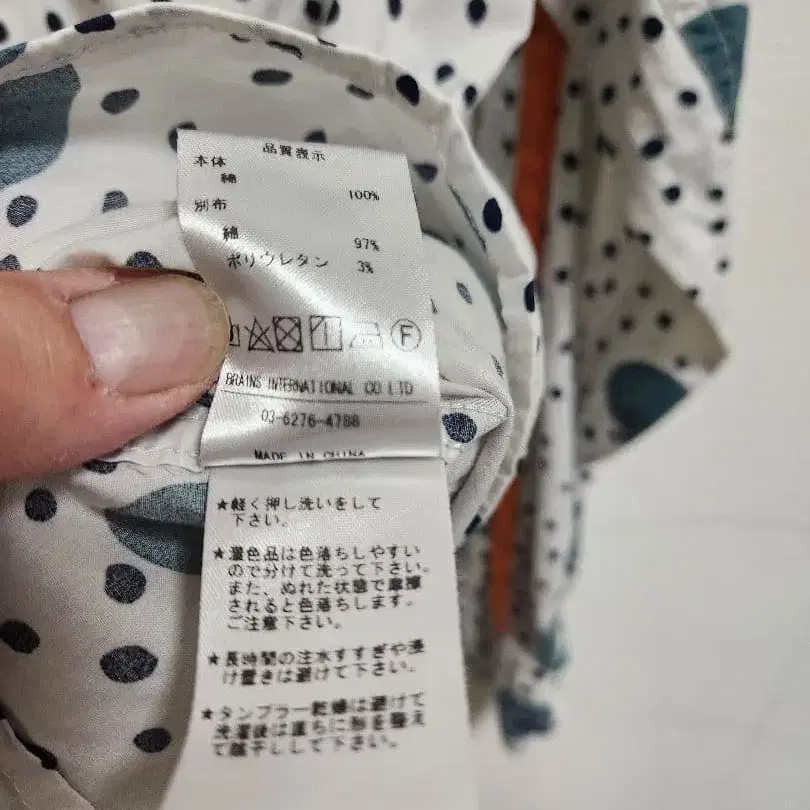 品質表示
本体
綿
100%
別布
綿
97%
ポリウレタン
3%
F
BRAINS INTERNATIONAL CO LTD
03-6276-4788
MADE IN CHINA
★軽く押し洗いをして
下さい。
★濃色品は色落ちしやすい
ので分けて洗って下さい。
また、ぬれた状態で摩擦
されると色落ちします。
ご注意下さい。
★長時間の注水すすぎや浸
け置きは避けて下さい。
★タンブラー乾燥は避けて
洗濯後は直ちに形を整え
て陰干しして下さい。